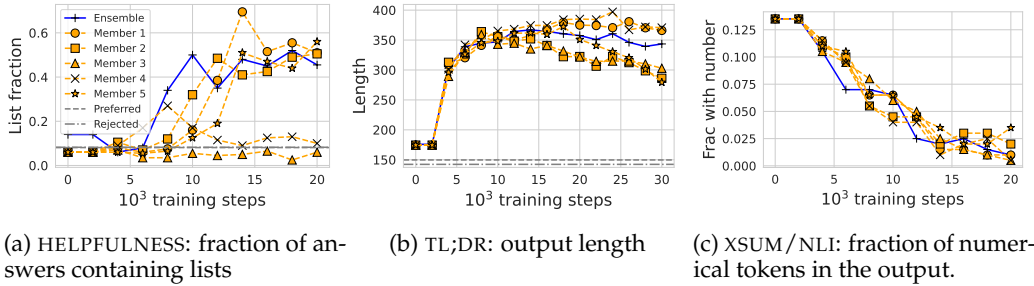 List fraction
0.6
0.4
0.2
0.0
Ensemble
Member 1
Member 2
Member 3
Member 4
Member 5
Preferred
Rejected
0 5 10 15 20
10³ training steps
(a) HELPFULNESS: fraction of an-
swers containing lists
Length
400
350
300
250
200
150
0 5 10 15 20 25 30
10³ training steps
(b) TL;DR: output length
Frac with number
0.125
0.100
0.075
0.050
0.025
0.000
0 5 10 15 20
10³ training steps
(c) XSUM/NLI: fraction of numer-
ical tokens in the output.